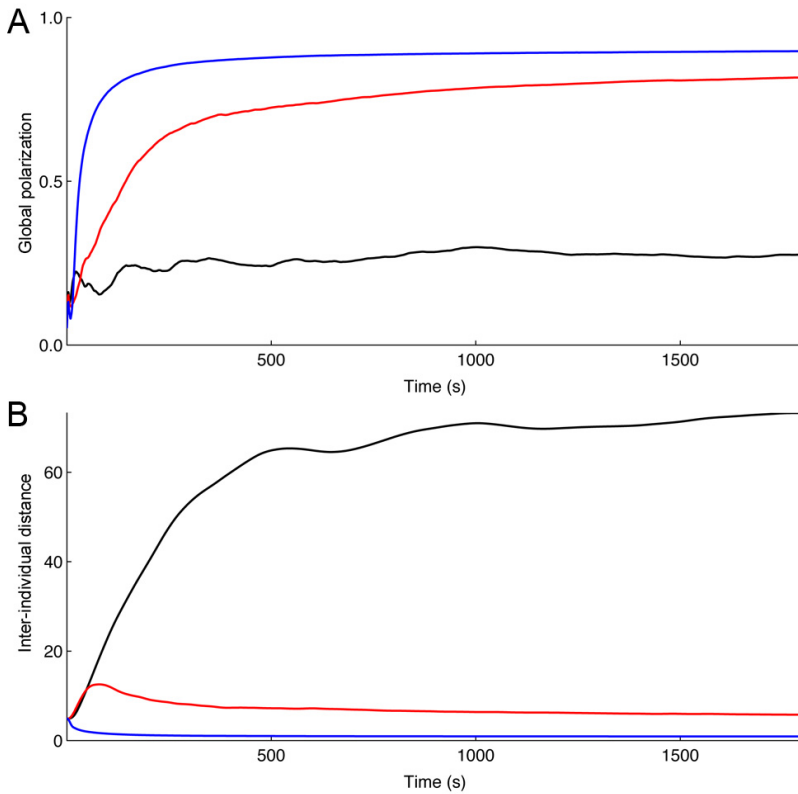 A
1.0
0.5
0.0
Global polarization
500
1000
1500
Time (s)
B
60
40
20
0
Inter-individual distance
500
1000
1500
Time (s)